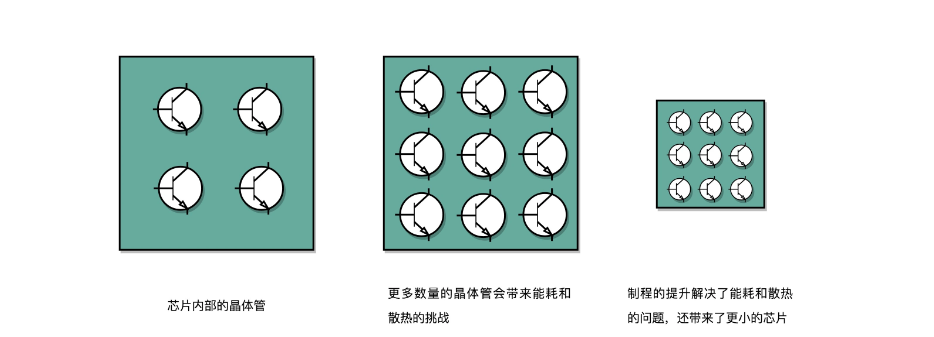 芯片内部的晶体管
更多数量的晶体管会带来能耗和
散热的挑战
制程的提升解决了能耗和散热
的问题，还带来了更小的芯片